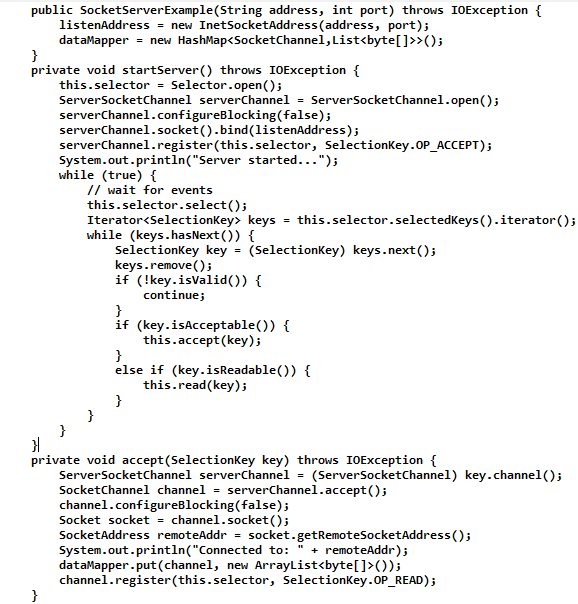 public SocketServerExample(String address, int port) throws IOException {
    listenAddress = new InetSocketAddress(address, port);
    dataMapper = new HashMap<SocketChannel,List<byte[]>>();
}
private void startServer() throws IOException {
    this.selector = Selector.open();
    ServerSocketChannel serverChannel = ServerSocketChannel.open();
    serverChannel.configureBlocking(false);
    serverChannel.socket().bind(listenAddress);
    serverChannel.register(this.selector, SelectionKey.OP_ACCEPT);
    System.out.println("Server started...");
    while (true) {
        // wait for events
        this.selector.select();
        Iterator<SelectionKey> keys = this.selector.selectedKeys().iterator();
        while (keys.hasNext()) {
            SelectionKey key = (SelectionKey) keys.next();
            keys.remove();
            if (!key.isValid()) {
                continue;
            }
            if (key.isAcceptable()) {
                this.accept(key);
            }
            else if (key.isReadable()) {
                this.read(key);
            }
        }
    }
}
private void accept(SelectionKey key) throws IOException {
    ServerSocketChannel serverChannel = (ServerSocketChannel) key.channel();
    SocketChannel channel = serverChannel.accept();
    channel.configureBlocking(false);
    Socket socket = channel.socket();
    SocketAddress remoteAddr = socket.getRemoteSocketAddress();
    System.out.println("Connected to: " + remoteAddr);
    dataMapper.put(channel, new ArrayList<byte[]>());
    channel.register(this.selector, SelectionKey.OP_READ);
}